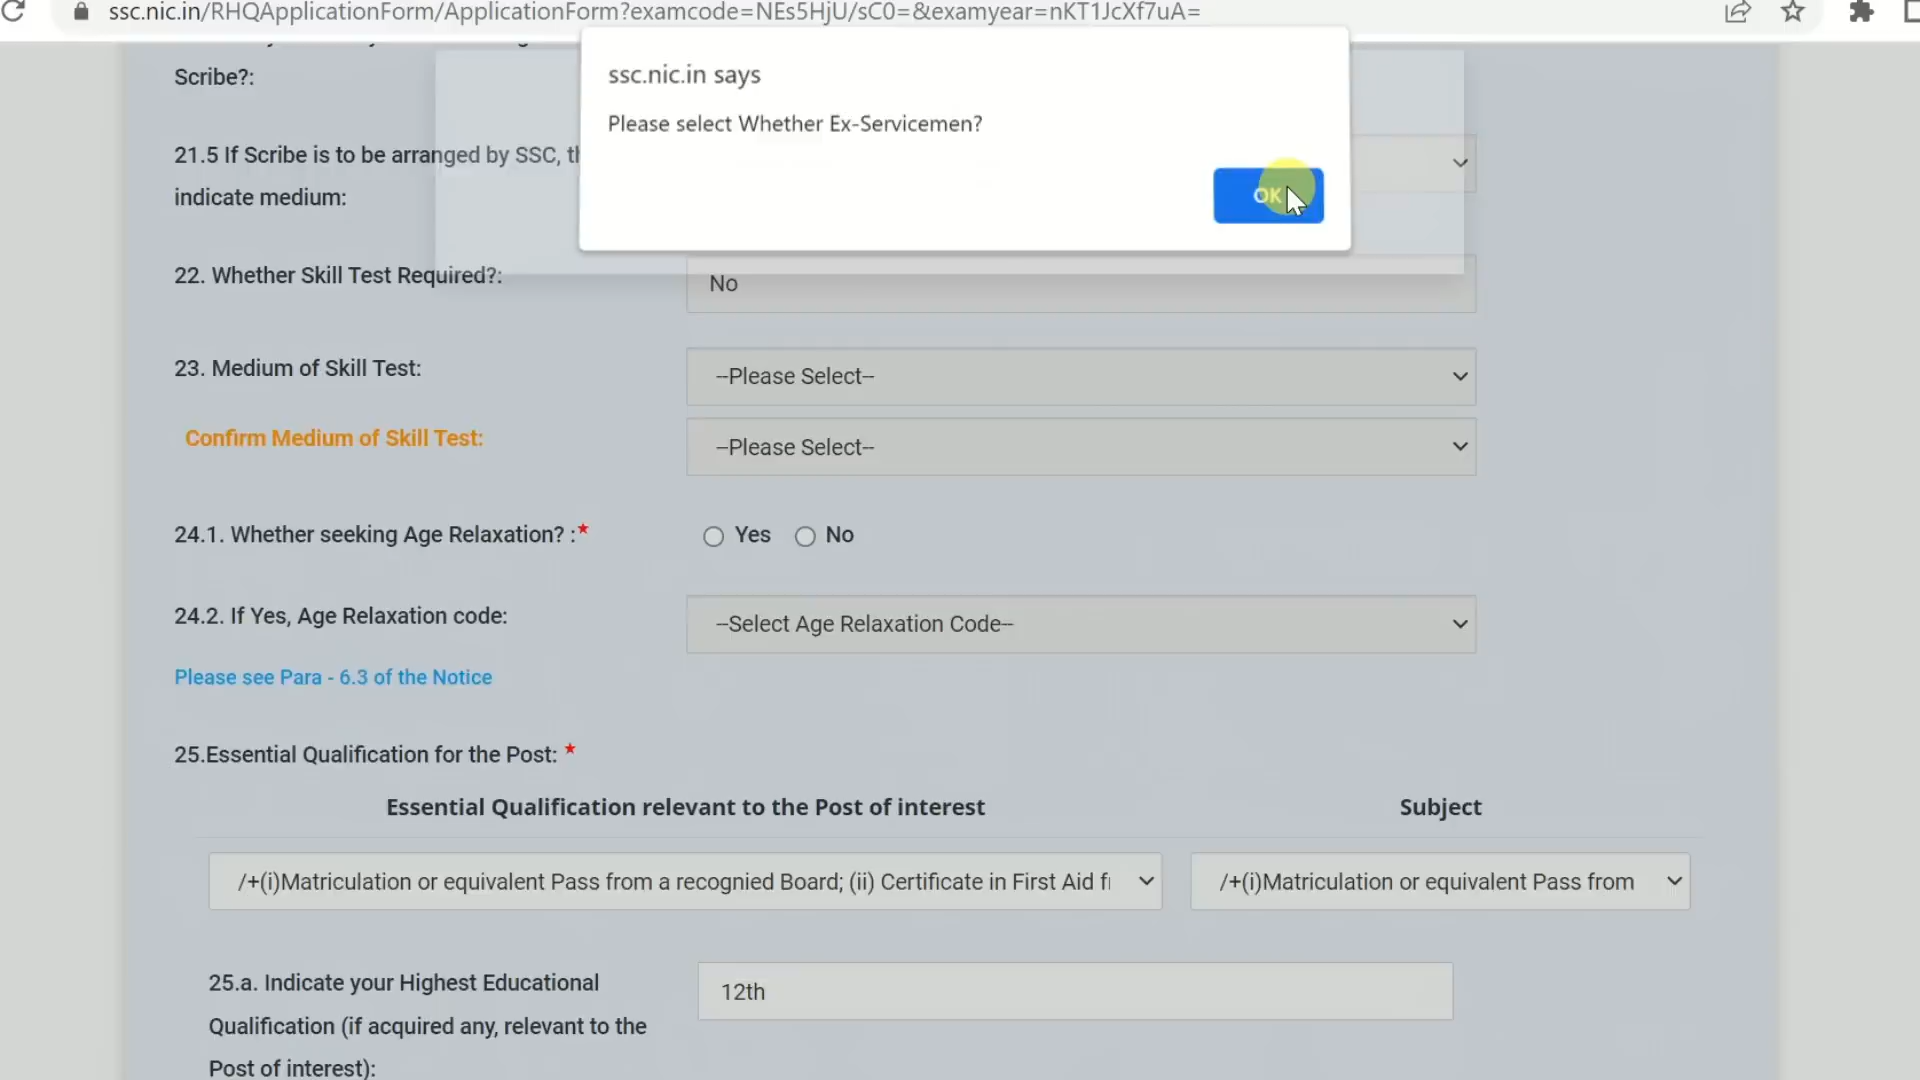 ssc.nic.in/RHQApplicationForm/ApplicationForm?examcode=NEs5HjU/sC0=&examyear=nKT1JcXf7uA=
ssc.nic.in says
Please select Whether Ex-Servicemen?
OK
Scribe?:
21.5 If Scribe is to be arranged by SSC,
indicate medium:
22. Whether Skill Test Required?:
No
23. Medium of Skill Test:
--Please Select--
Confirm Medium of Skill Test:
--Please Select--
24.1. Whether seeking Age Relaxation? :*
Yes No
24.2. If Yes, Age Relaxation code:
--Select Age Relaxation Code--
Please see Para - 6.3 of the Notice
25.Essential Qualification for the Post: *
Essential Qualification relevant to the Post of interest Subject
/+(i)Matriculation or equivalent Pass from a recognied Board; (ii) Certificate in First Aid /+(i)Matriculation or equivalent Pass from
25.a. Indicate your Highest Educational
12th
Qualification (if acquired any, relevant to the
Post of interest):